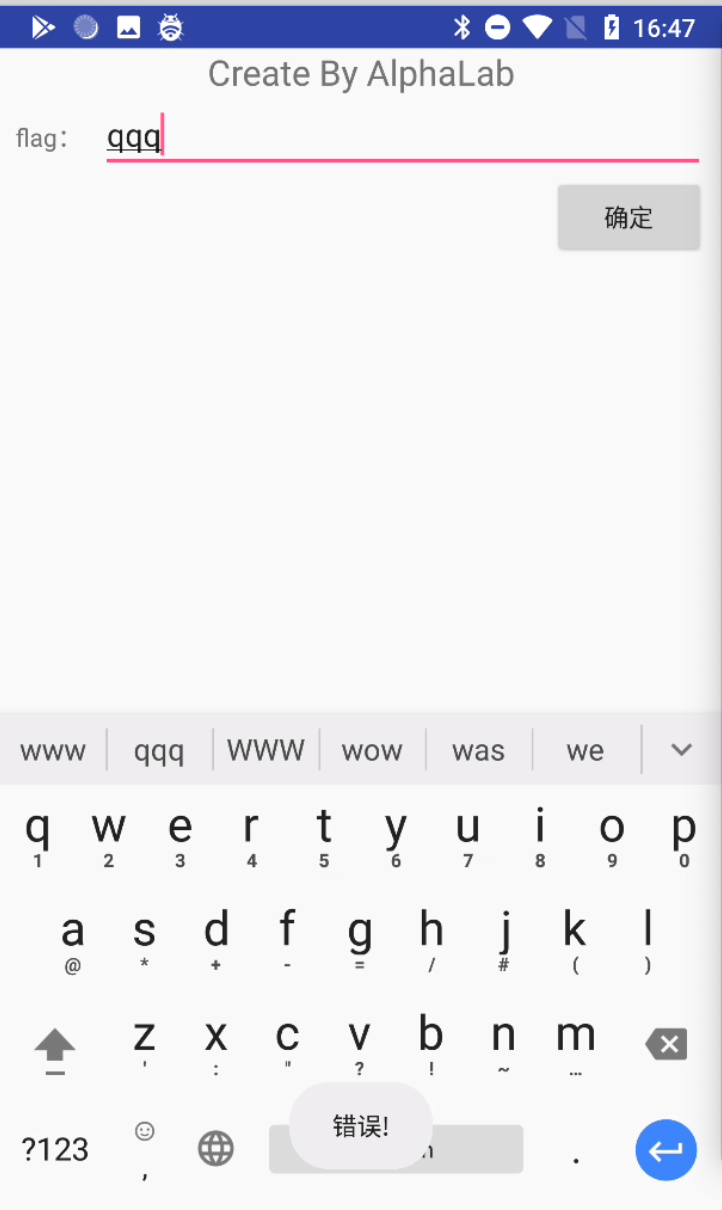 16:47
Create By AlphaLab
flag： qqq
确定
www qqq WWW wow was we
q w e r t y u i o p
1 2 3 4 5 6 7 8 9 0
a s d f g h j k l
@ * + - = / # ( )
z x c v b n m
' : " ? ! ~ …
错误!
?123 , .